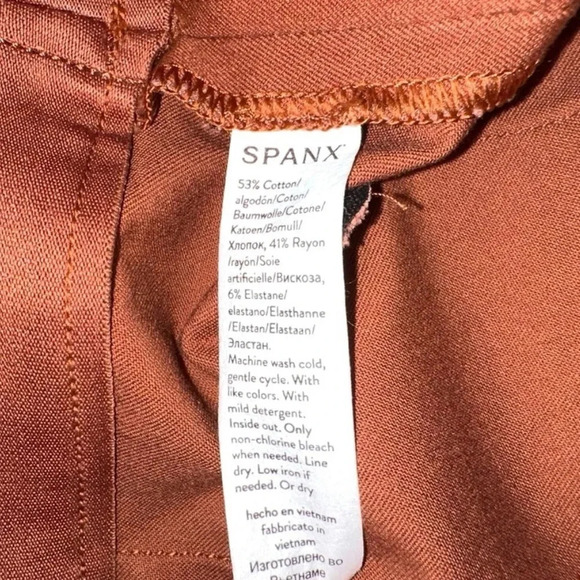 SPANX
53% Cotton/
algodón/Coton/
Baumwolle/Cotone/
Katoen/Bomull/
Хлопок, 41% Rayon
/rayón/Soie
artificielle/Вискоза,
6% Elastane/
elastano/Elasthanne
/Elastan/Elastaan/
Эластан.
Machine wash cold,
gentle cycle. With
like colors. With
mild detergent.
Inside out. Only
non-chlorine bleach
when needed. Line
dry. Low iron if
needed. Or dry
hecho en vietnam
fabbricato in
vietnam
Изготовлено во
Вьетнаме